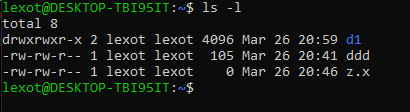 lexot@DESKTOP-TBI95IT:~$ ls -l
total 8
drwxrwxr-x 2 lexot lexot 4096 Mar 26 20:59 d1
-rw-rw-r-- 1 lexot lexot  105 Mar 26 20:41 ddd
-rw-rw-r-- 1 lexot lexot    0 Mar 26 20:46 z.x
lexot@DESKTOP-TBI95IT:~$